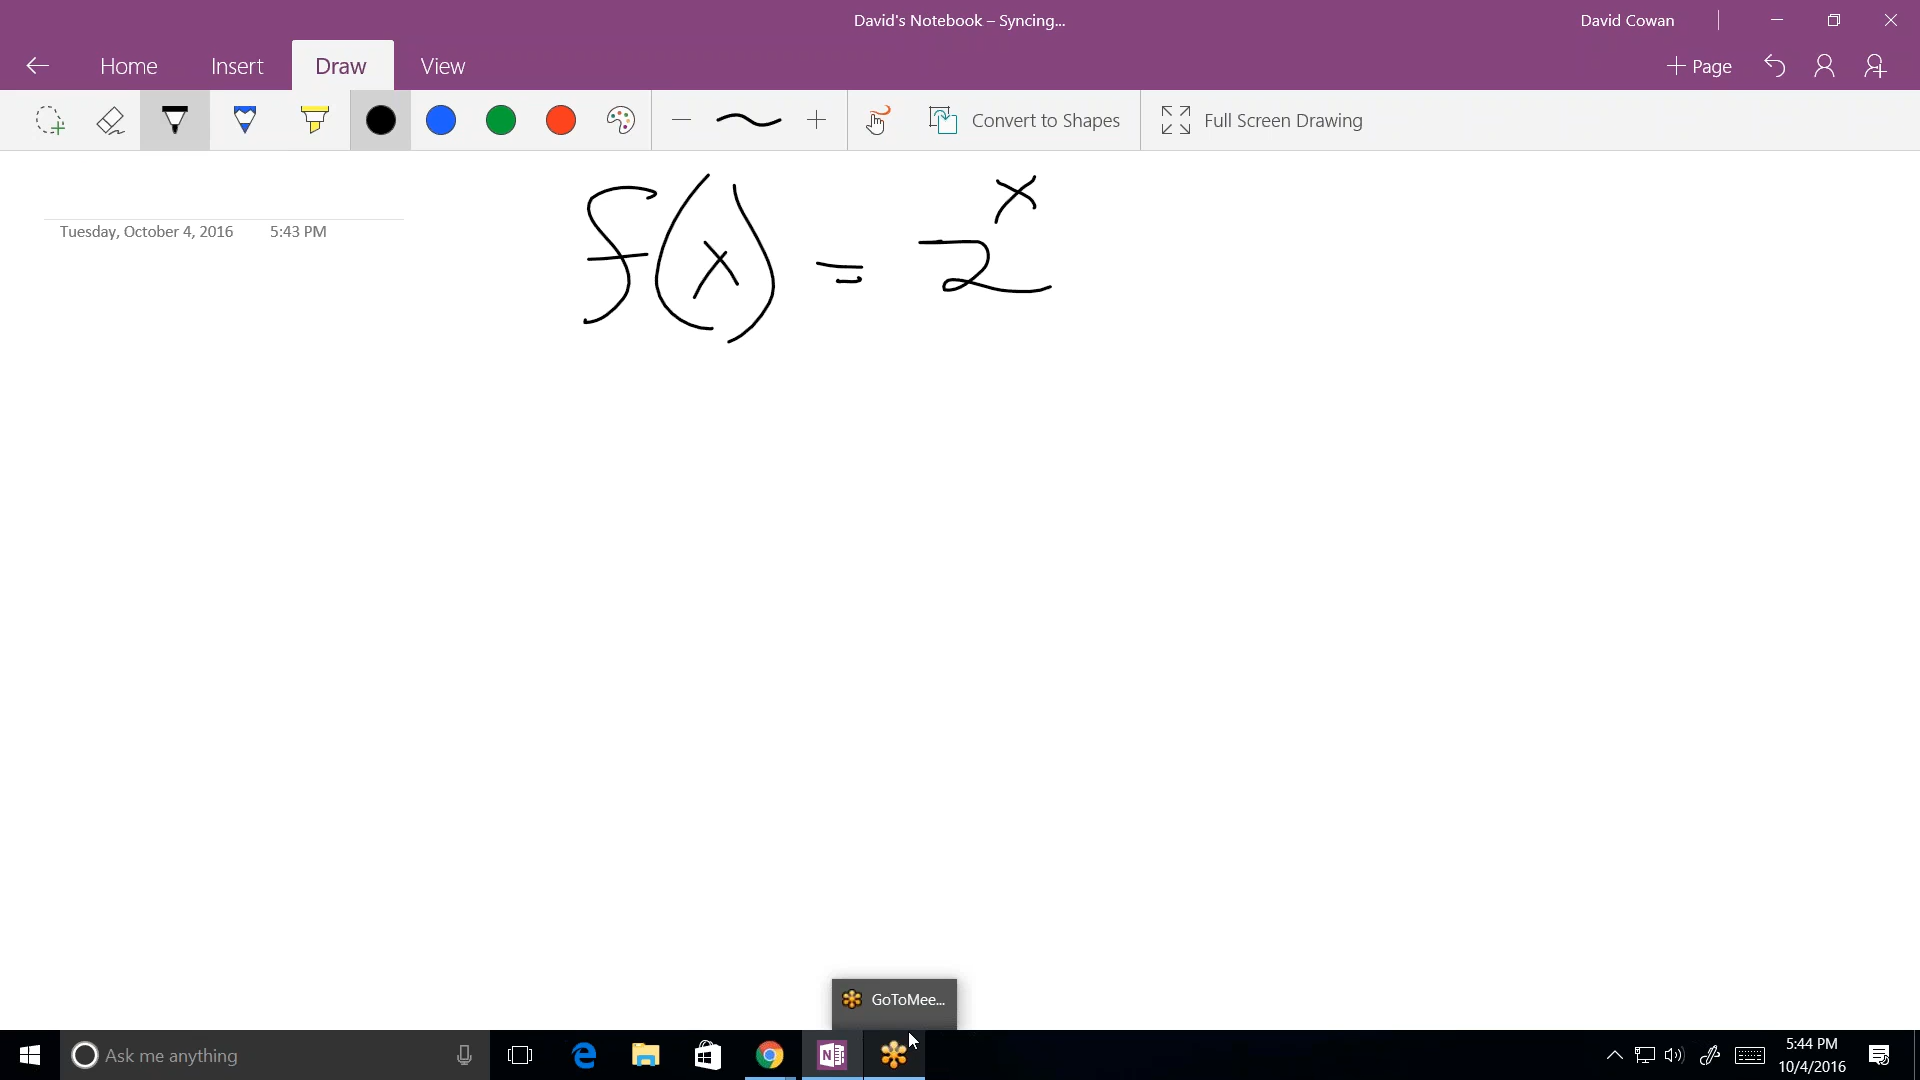 David's Notebook – Syncing...
David Cowan
Home Insert Draw View
Page
Convert to Shapes
Full Screen Drawing
f(x) = 2^x
Tuesday, October 4, 2016 5:43 PM
GoToMee...
Ask me anything
N
5:44 PM
10/4/2016